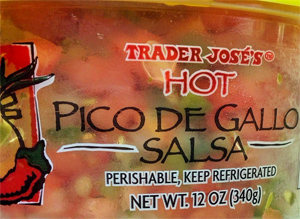 TRADER JOSÉ'S®
HOT
PICO DE GALLO
SALSA
PERISHABLE, KEEP REFRIGERATED
NET WT. 12 OZ (340g)